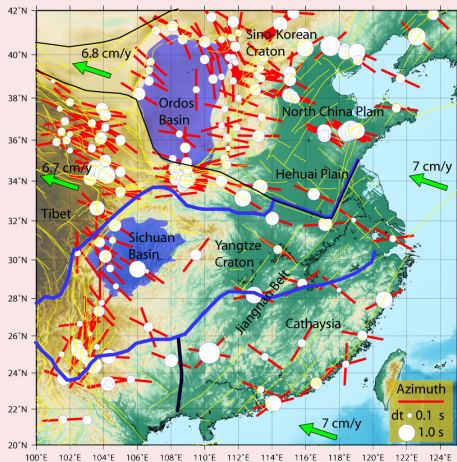 42°N
40°N
38°N
36°N
34°N
32°N
30°N
28°N
26°N
24°N
22°N
20°N
6.8 cm/y
Sino-Korean
Craton
Ordos
Basin
North China Plain
6.7 cm/y
Hehuai Plain
7 cm/y
Tibet
Sichuan
Basin
Yangtze
Craton
Jiangnan Belt
Cathaysia
7 cm/y
Azimuth
dt 0.1 s
1.0 s
100°E 102°E 104°E 106°E 108°E 110°E 112°E 114°E 116°E 118°E 120°E 122°E 124°E